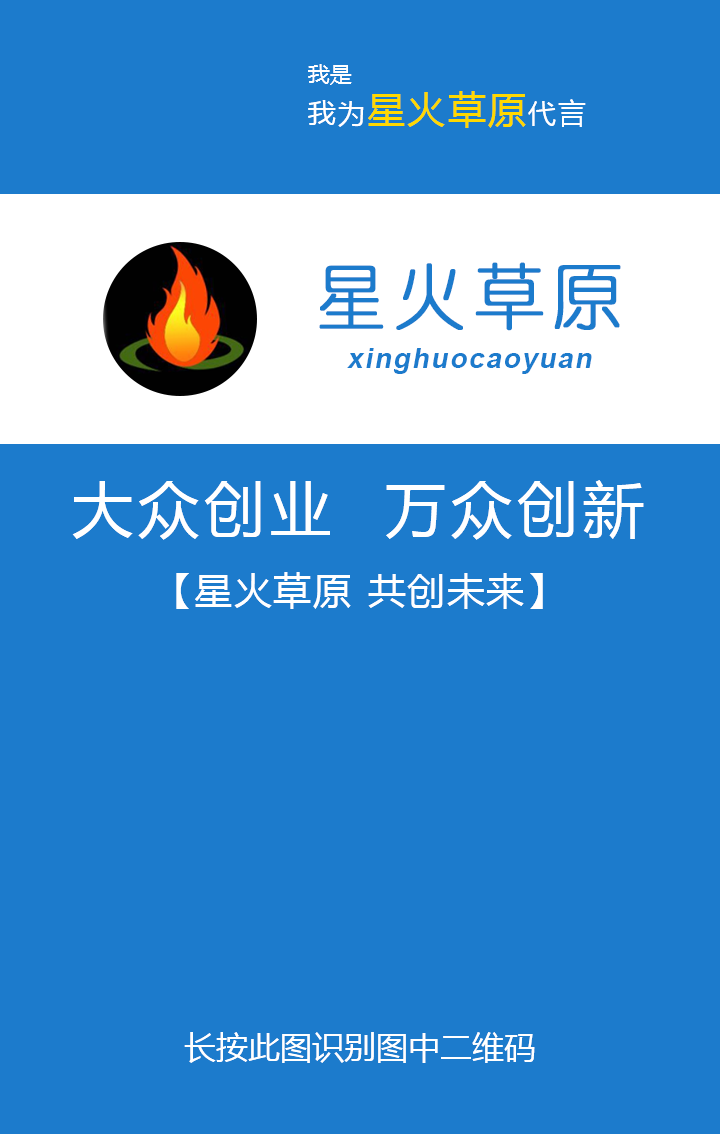 我是
我为星火草原代言
星火草原
xinghuocaoyuan
大众创业 万众创新
【星火草原 共创未来】
长按此图识别图中二维码